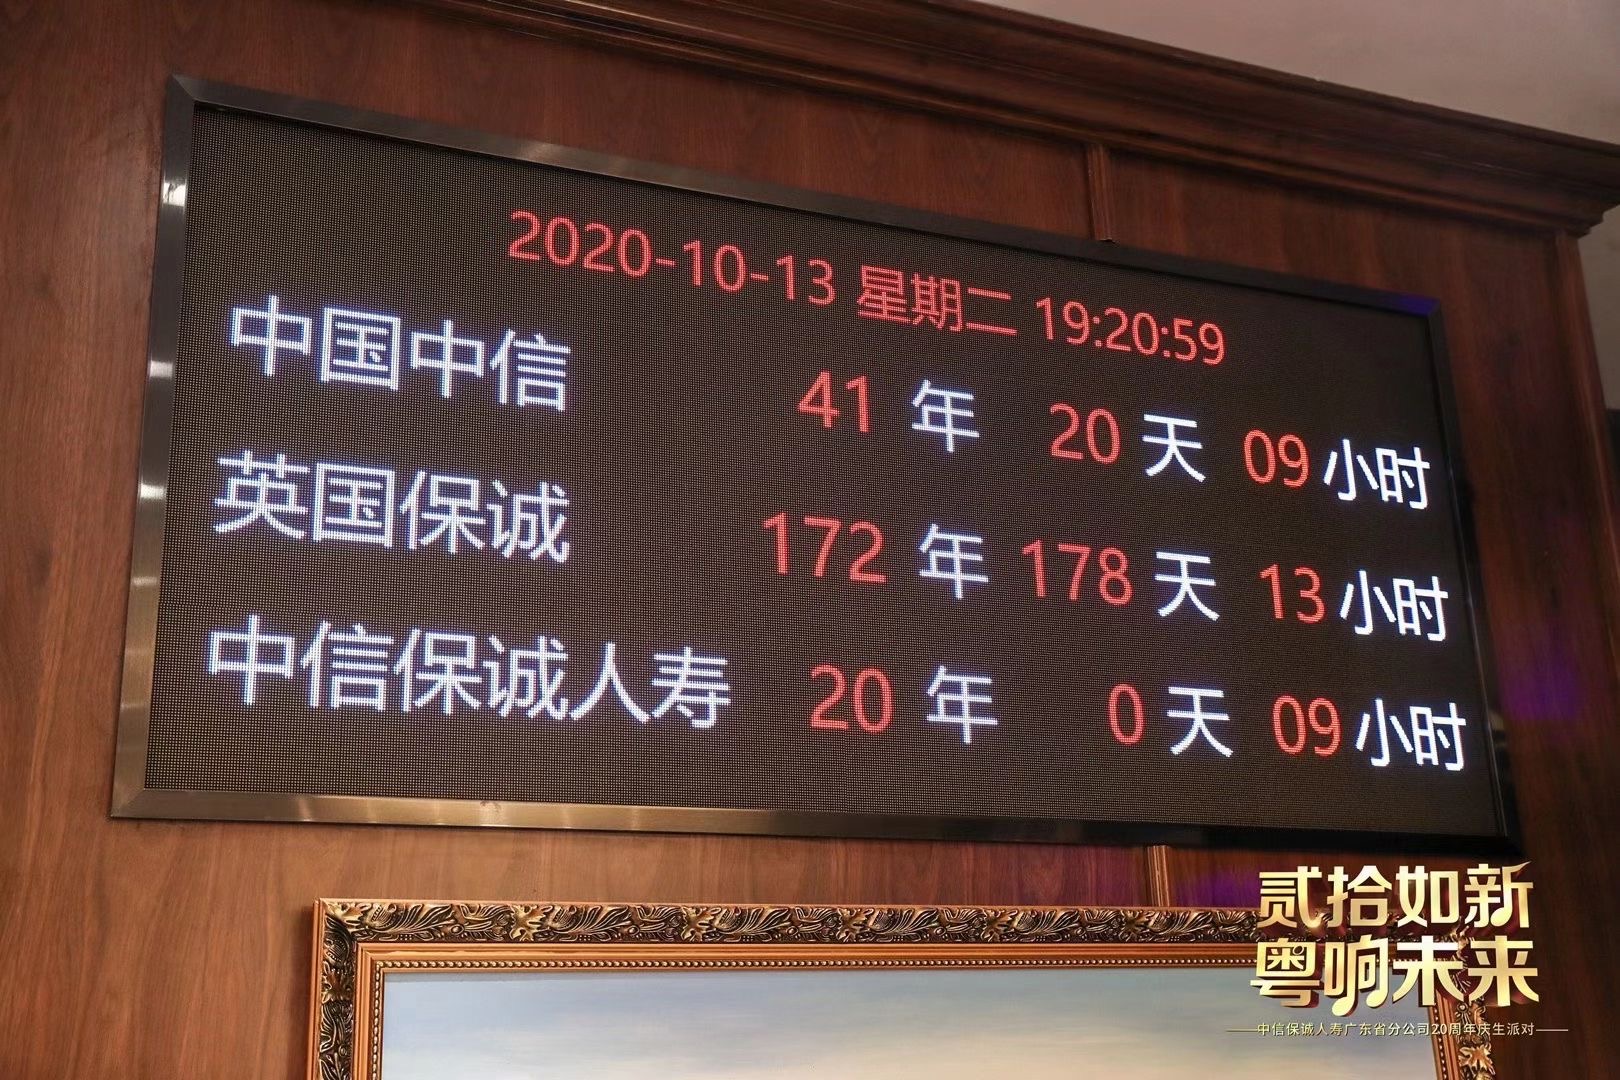 2020-10-13 星期二 19:20:59
中国中信 41 年 20 天 09 小时
英国保诚 172 年 178 天 13 小时
中信保诚人寿 20 年 0 天 09 小时
贰拾如新
粤响未来
中信保诚人寿广东省分公司20周年庆生派对